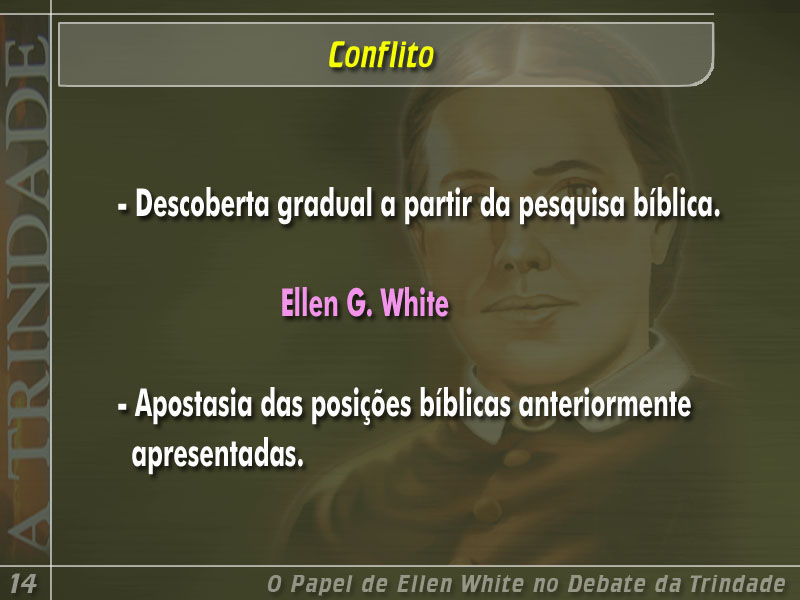 Conflito
- Descoberta gradual a partir da pesquisa bíblica.
Ellen G. White
- Apostasia das posições bíblicas anteriormente
apresentadas.
A TRINDADE
14
O Papel de Ellen White no Debate da Trindade